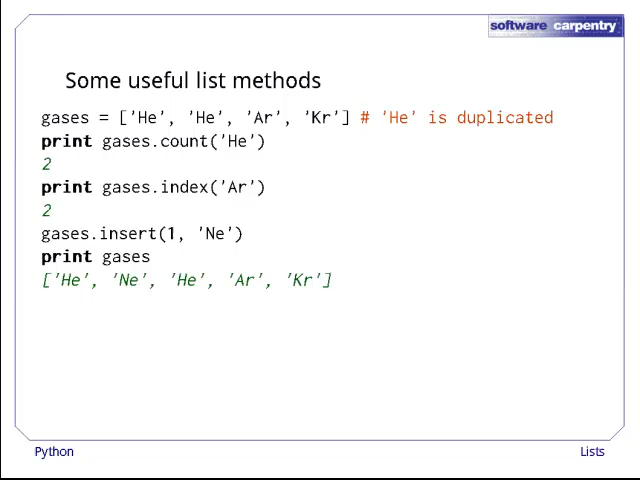 software carpentry
Some useful list methods
gases = ['He', 'He', 'Ar', 'Kr'] # 'He' is duplicated
print gases.count('He')
2
print gases.index('Ar')
2
gases.insert(1, 'Ne')
print gases
['He', 'Ne', 'He', 'Ar', 'Kr']
Python
Lists